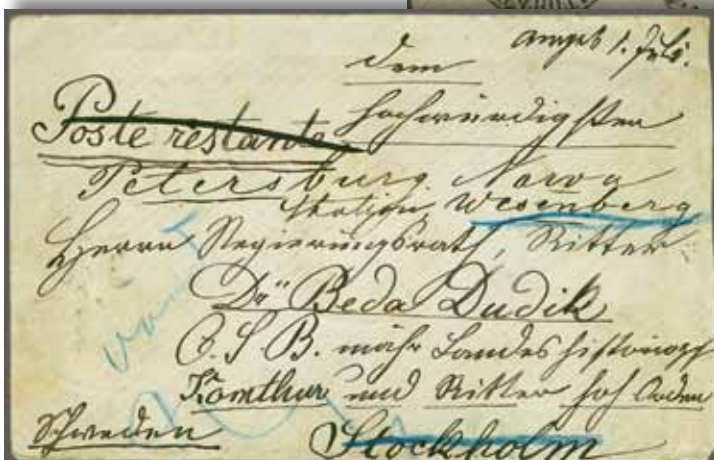 angek 1. Juli.
Dem
hochwürdigsten
Poste restante
Petersburg. Narva
Station Wesenberg
Herrn Regierungsrath, Ritter
Dr. Beda Dudik
O. S. B. mähr Landeshistoriogr
Komthur und Ritter hoh Orden
Schweden Stockholm